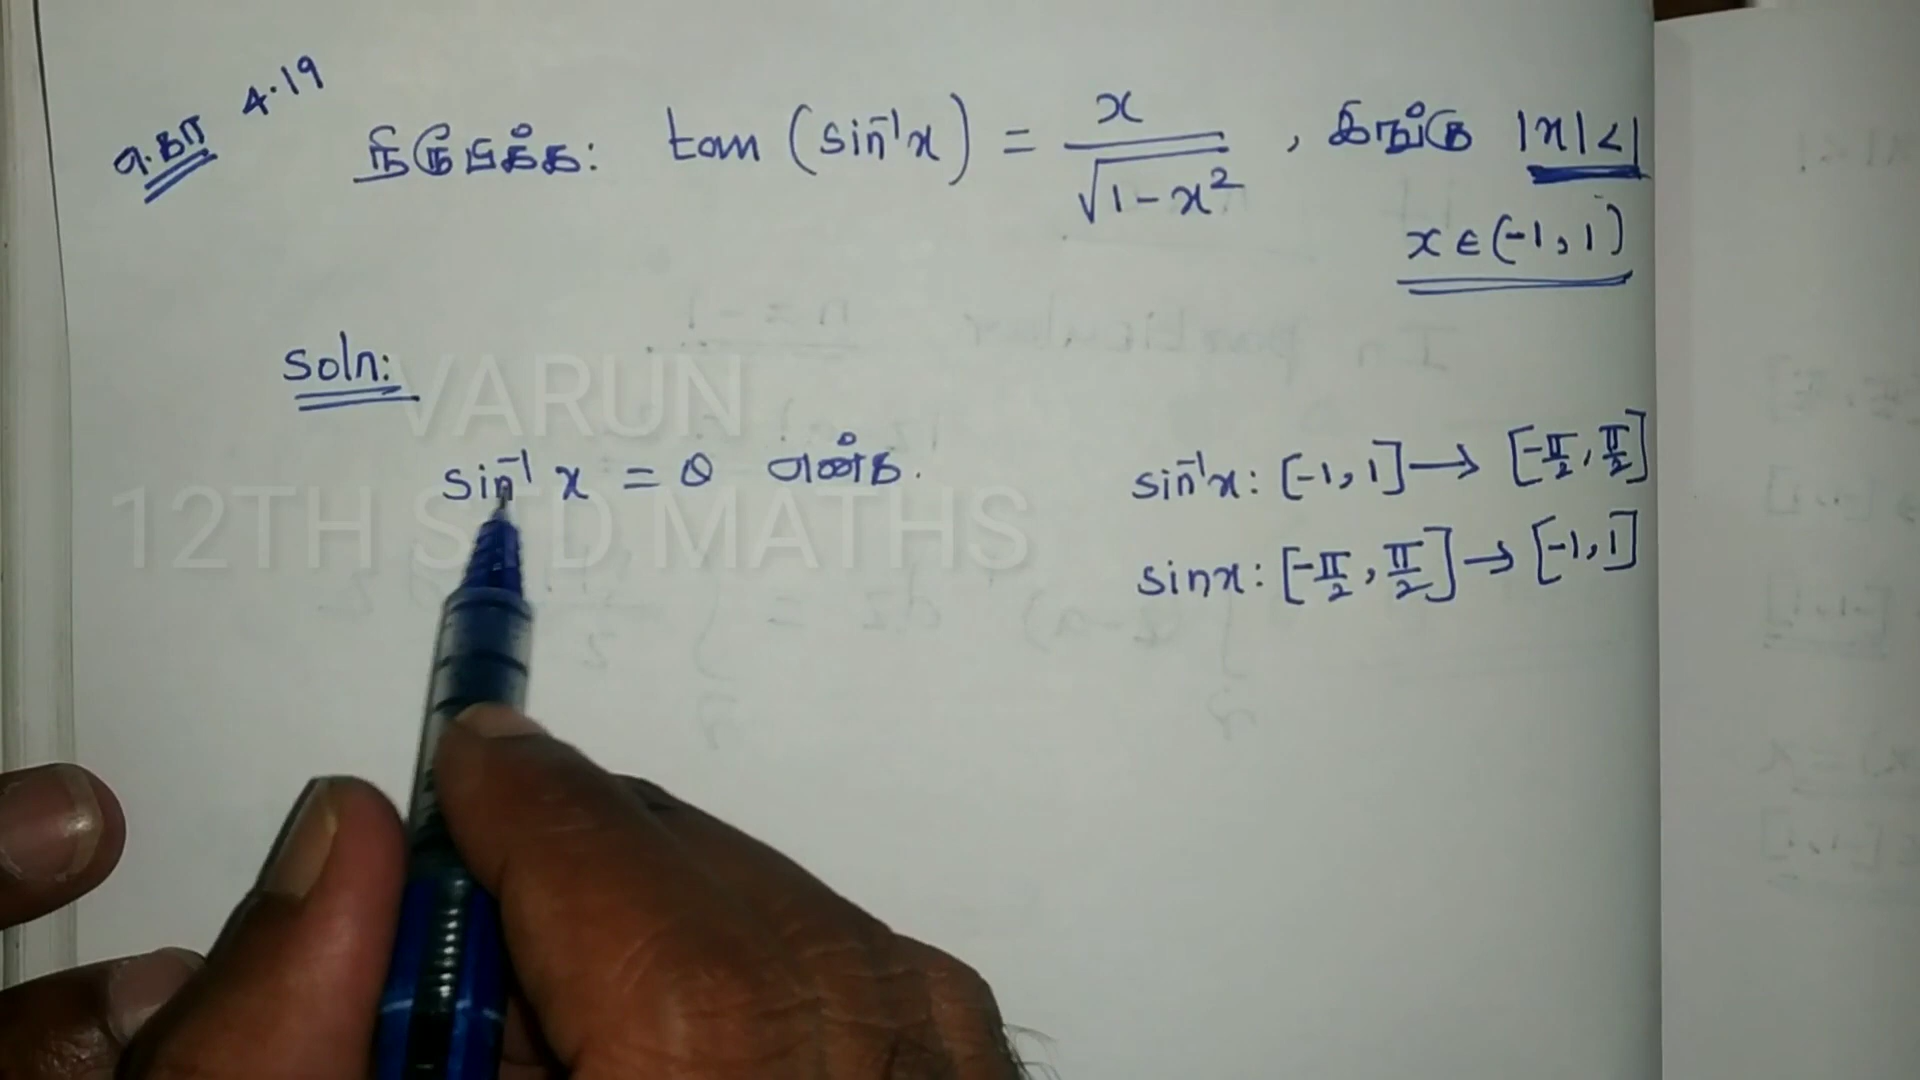 எ.கா 4.19
நிரூபிக்க: tan (sin⁻¹x) = x/√(1-x²) , இங்கு |x|<1
x ∈ (-1, 1)
Soln:
VARUN
sin⁻¹ x = θ என்க.
sin⁻¹x: [-1, 1] → [-π/2, π/2]
12TH STD MATHS
sinx: [-π/2, π/2] → [-1, 1]